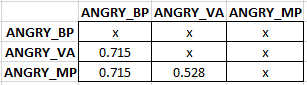 ANGRY_BP ANGRY_VA ANGRY_MP
ANGRY_BP x x x
ANGRY_VA 0.715 x x
ANGRY_MP 0.715 0.528 x